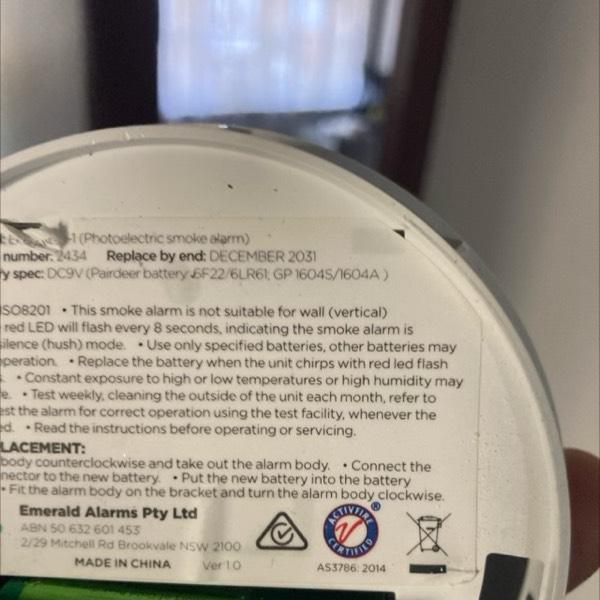 -1 (Photoelectric smoke alarm)
number: 2434 Replace by end: DECEMBER 2031
y spec: DC9V (Pairdeer battery 6F22/6LR61; GP 1604S/1604A )
ISO8201 • This smoke alarm is not suitable for wall (vertical)
red LED will flash every 8 seconds, indicating the smoke alarm is
silence (hush) mode. • Use only specified batteries, other batteries may
operation. • Replace the battery when the unit chirps with red led flash
s. • Constant exposure to high or low temperatures or high humidity may
e. • Test weekly, cleaning the outside of the unit each month, refer to
est the alarm for correct operation using the test facility, whenever the
ed. • Read the instructions before operating or servicing.
LACEMENT:
body counterclockwise and take out the alarm body. • Connect the
nector to the new battery. • Put the new battery into the battery
• Fit the alarm body on the bracket and turn the alarm body clockwise.
Emerald Alarms Pty Ltd
ABN 50 632 601 453
2/29 Mitchell Rd Brookvale NSW 2100
MADE IN CHINA Ver 1.0
ACTIVFIRE ®
CERTIFIED
AS3786: 2014